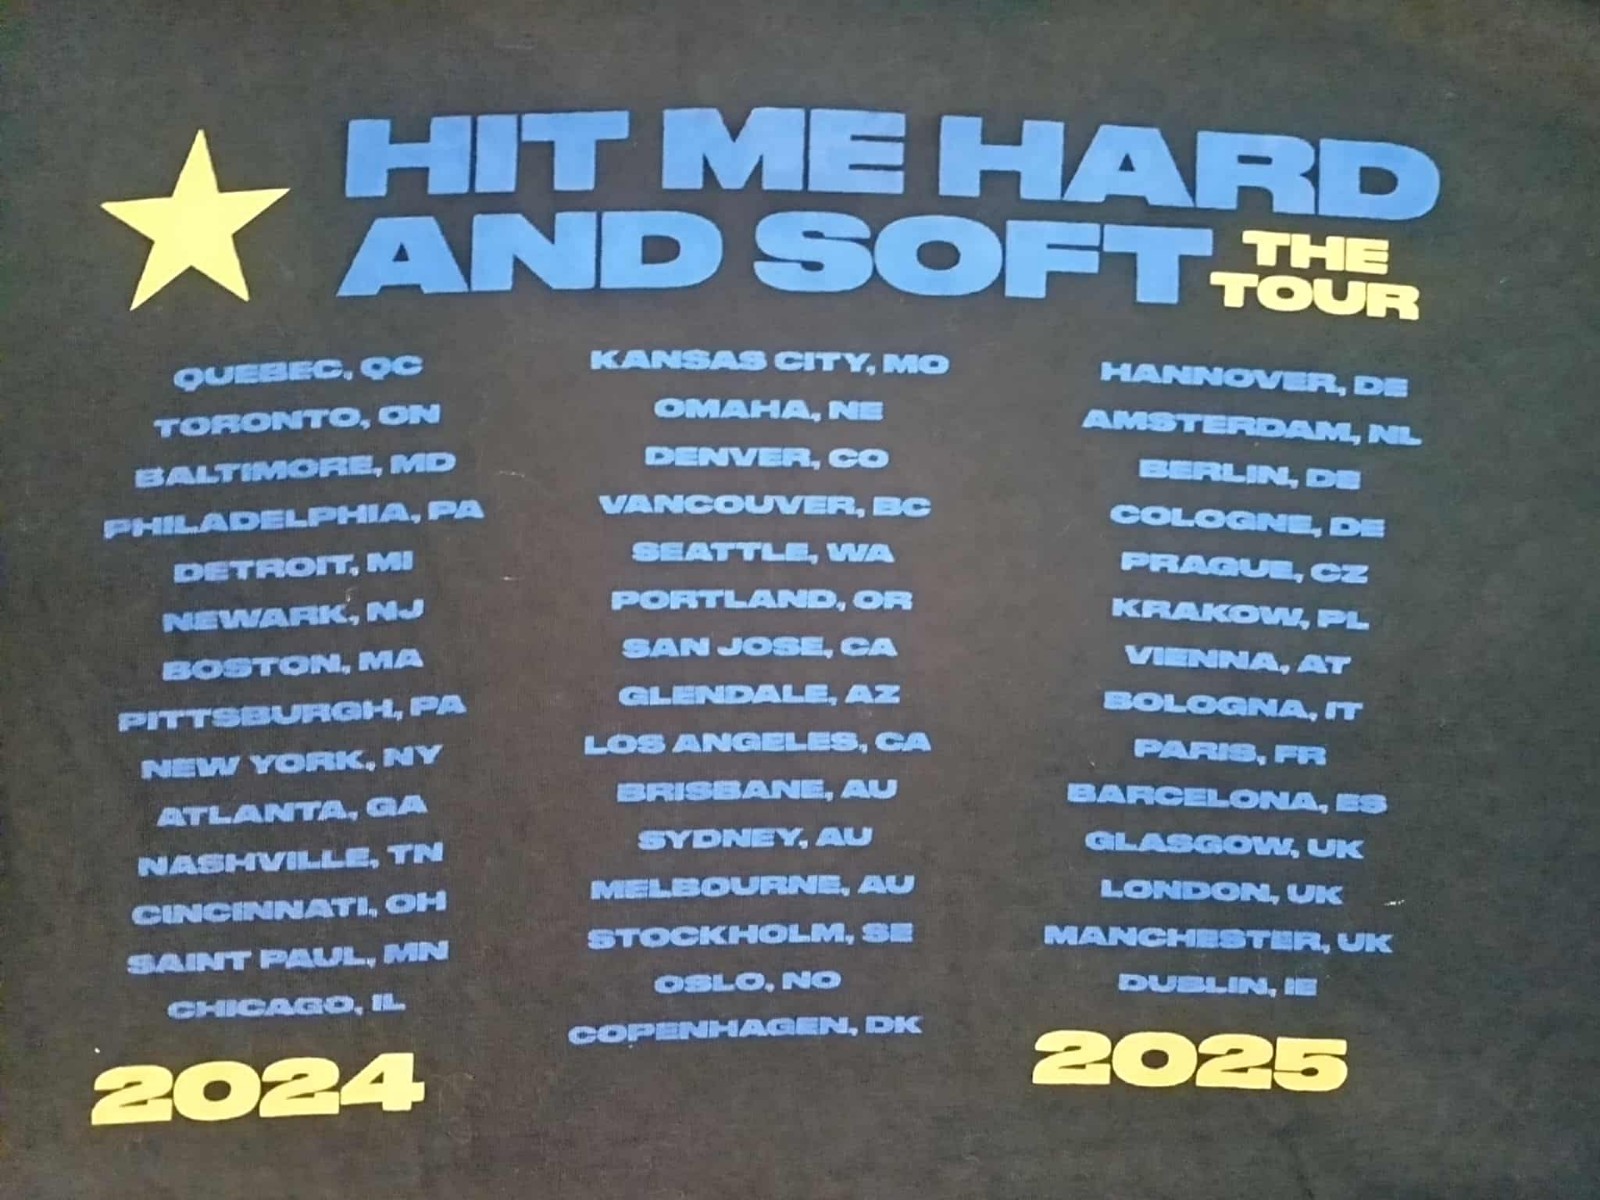 HIT ME HARD
AND SOFT THE
TOUR
QUEBEC, QC
TORONTO, ON
BALTIMORE, MD
PHILADELPHIA, PA
DETROIT, MI
NEWARK, NJ
BOSTON, MA
PITTSBURGH, PA
NEW YORK, NY
ATLANTA, GA
NASHVILLE, TN
CINCINNATI, OH
SAINT PAUL, MN
CHICAGO, IL
2024
KANSAS CITY, MO
OMAHA, NE
DENVER, CO
VANCOUVER, BC
SEATTLE, WA
PORTLAND, OR
SAN JOSE, CA
GLENDALE, AZ
LOS ANGELES, CA
BRISBANE, AU
SYDNEY, AU
MELBOURNE, AU
STOCKHOLM, SE
OSLO, NO
COPENHAGEN, DK
HANNOVER, DE
AMSTERDAM, NL
BERLIN, DE
COLOGNE, DE
PRAGUE, CZ
KRAKOW, PL
VIENNA, AT
BOLOGNA, IT
PARIS, FR
BARCELONA, ES
GLASGOW, UK
LONDON, UK
MANCHESTER, UK
DUBLIN, IE
2025